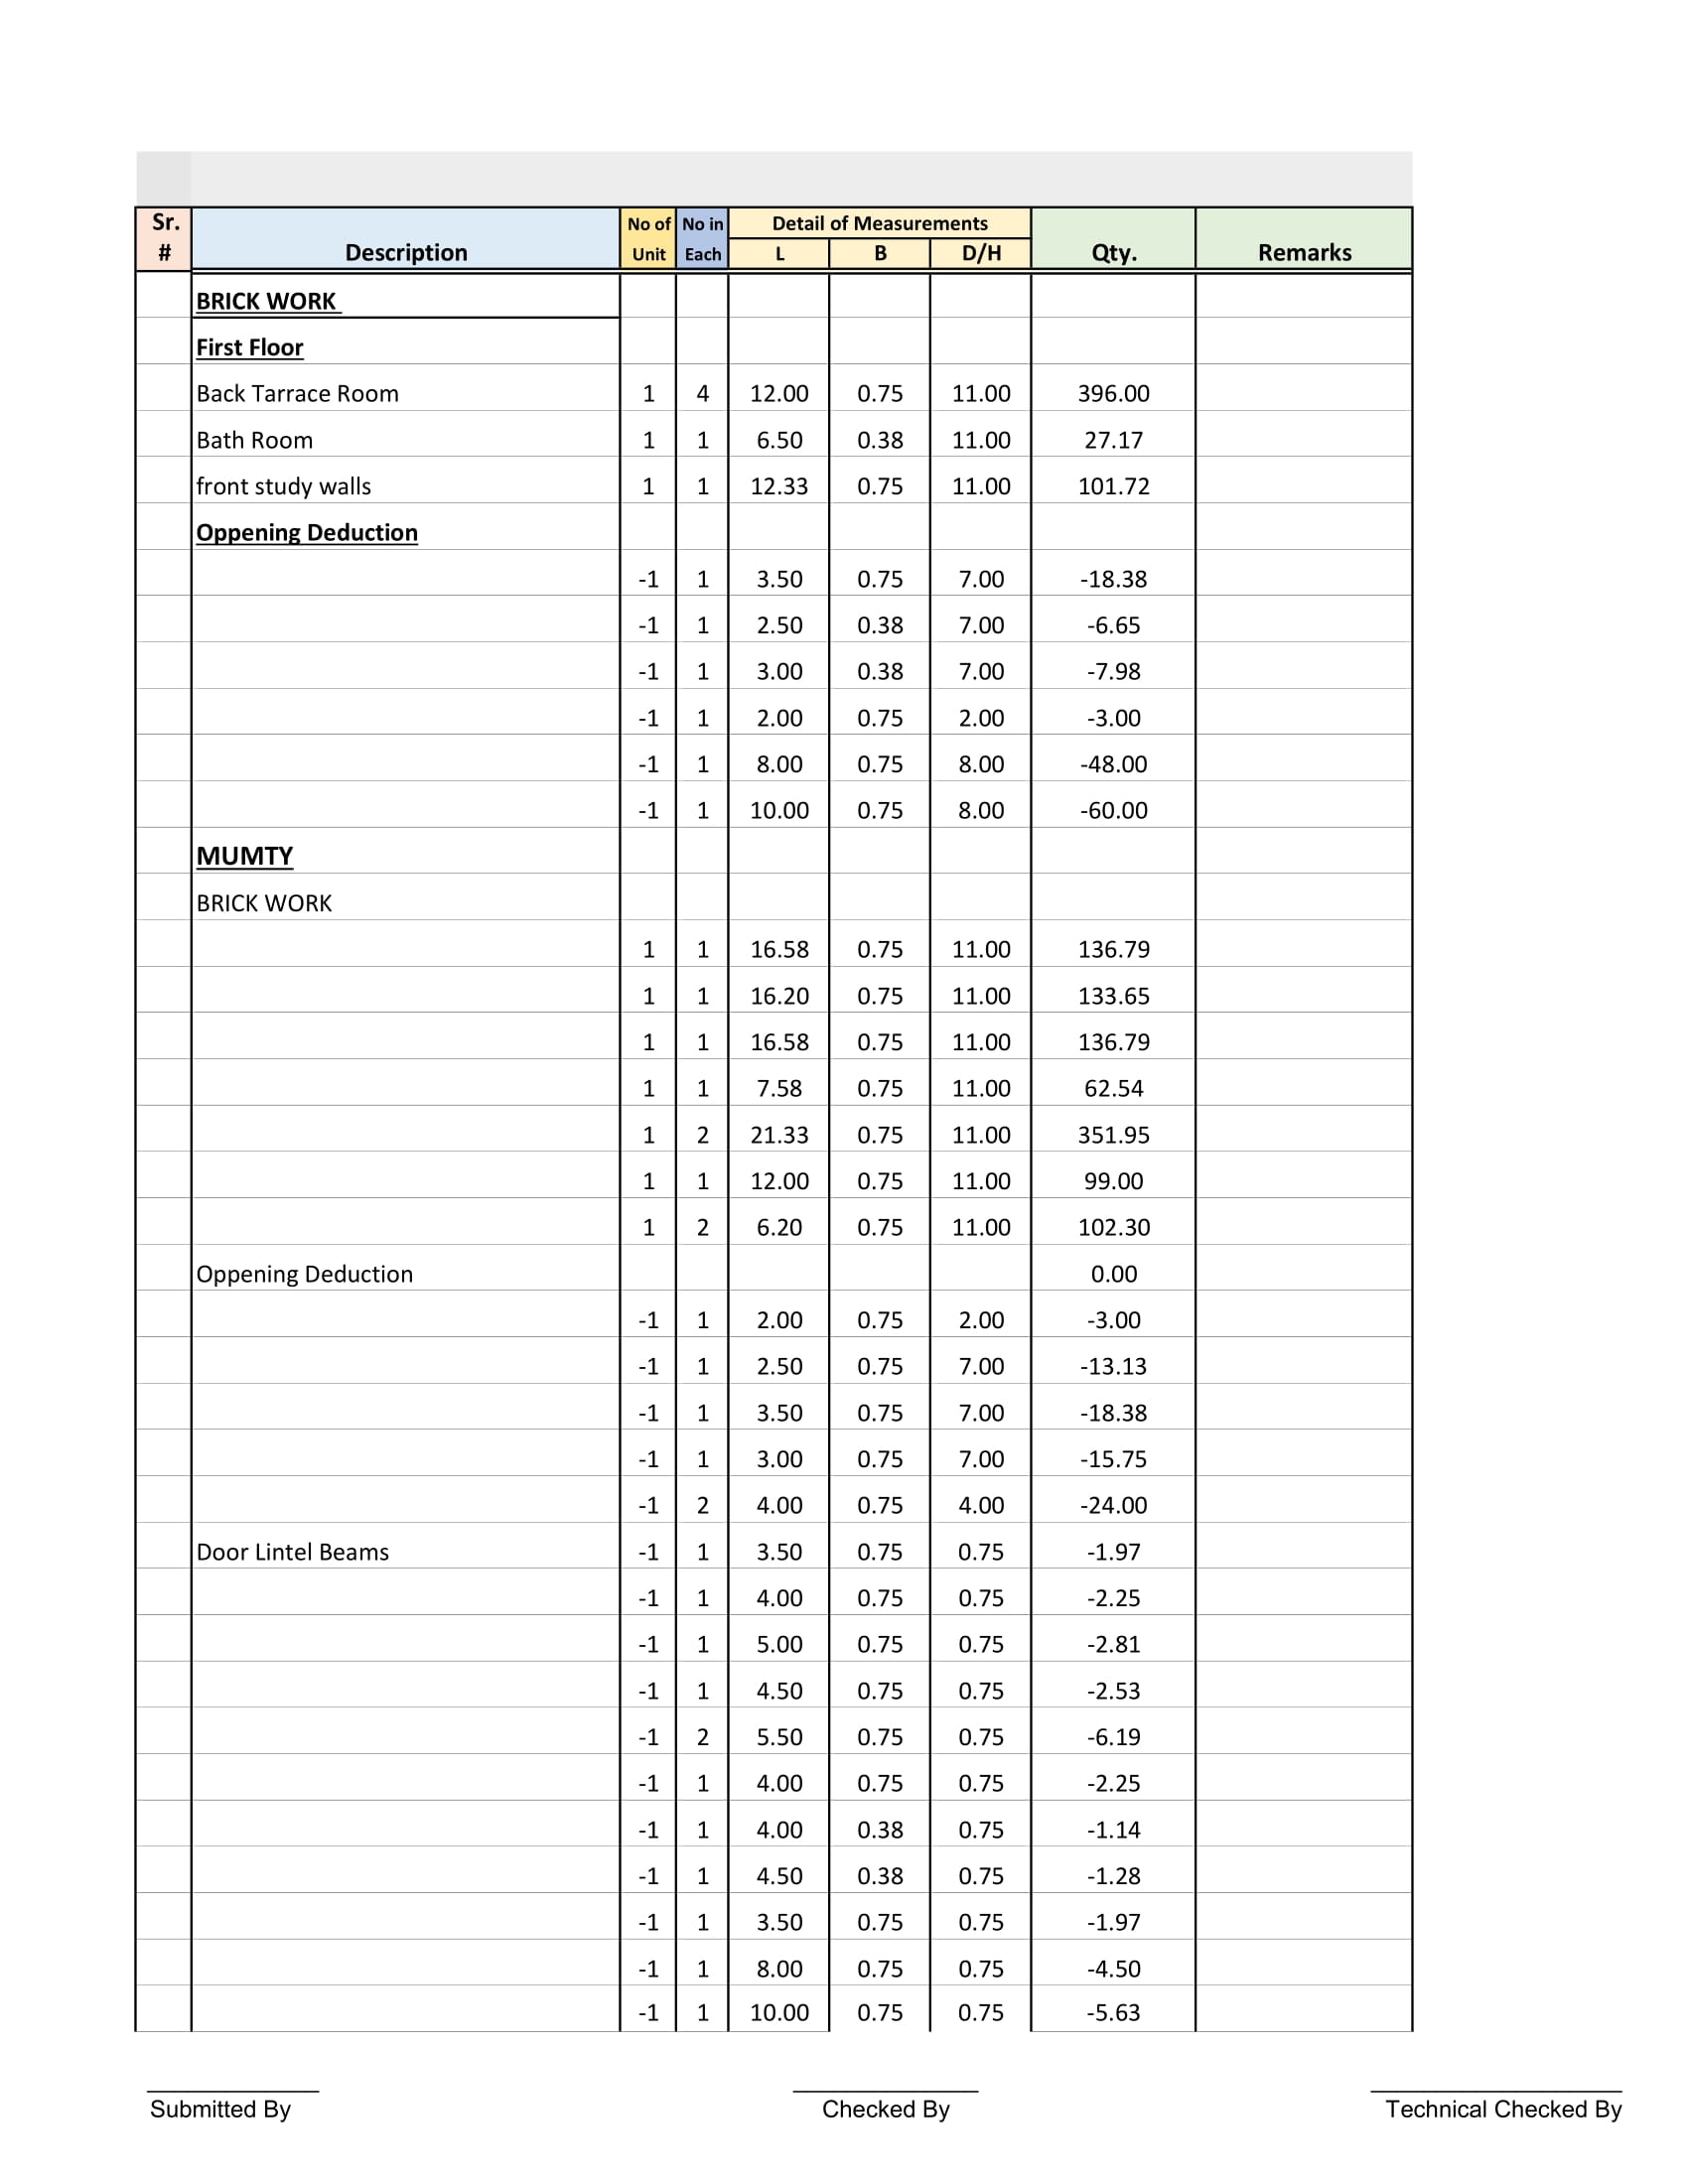 Sr. # Description No of Unit No in Each Detail of Measurements L B D/H Qty. Remarks
BRICK WORK
First Floor
Back Tarrace Room 1 4 12.00 0.75 11.00 396.00
Bath Room 1 1 6.50 0.38 11.00 27.17
front study walls 1 1 12.33 0.75 11.00 101.72
Oppening Deduction
-1 1 3.50 0.75 7.00 -18.38
-1 1 2.50 0.38 7.00 -6.65
-1 1 3.00 0.38 7.00 -7.98
-1 1 2.00 0.75 2.00 -3.00
-1 1 8.00 0.75 8.00 -48.00
-1 1 10.00 0.75 8.00 -60.00
MUMTY
BRICK WORK
1 1 16.58 0.75 11.00 136.79
1 1 16.20 0.75 11.00 133.65
1 1 16.58 0.75 11.00 136.79
1 1 7.58 0.75 11.00 62.54
1 2 21.33 0.75 11.00 351.95
1 1 12.00 0.75 11.00 99.00
1 2 6.20 0.75 11.00 102.30
Oppening Deduction 0.00
-1 1 2.00 0.75 2.00 -3.00
-1 1 2.50 0.75 7.00 -13.13
-1 1 3.50 0.75 7.00 -18.38
-1 1 3.00 0.75 7.00 -15.75
-1 2 4.00 0.75 4.00 -24.00
Door Lintel Beams -1 1 3.50 0.75 0.75 -1.97
-1 1 4.00 0.75 0.75 -2.25
-1 1 5.00 0.75 0.75 -2.81
-1 1 4.50 0.75 0.75 -2.53
-1 2 5.50 0.75 0.75 -6.19
-1 1 4.00 0.75 0.75 -2.25
-1 1 4.00 0.38 0.75 -1.14
-1 1 4.50 0.38 0.75 -1.28
-1 1 3.50 0.75 0.75 -1.97
-1 1 8.00 0.75 0.75 -4.50
-1 1 10.00 0.75 0.75 -5.63
Submitted By Checked By Technical Checked By